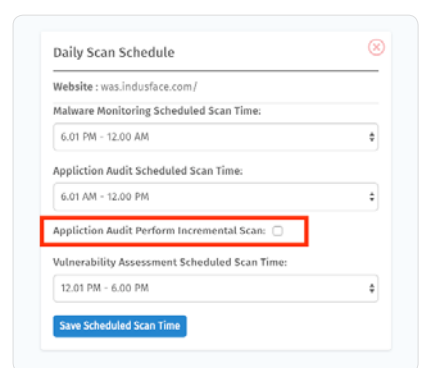 Daily Scan Schedule
Website : was.indusface.com/
Malware Monitoring Scheduled Scan Time:
6.01 PM - 12.00 AM
Appliction Audit Scheduled Scan Time:
6.01 AM - 12.00 PM
Appliction Audit Perform Incremental Scan:
Vulnerability Assessment Scheduled Scan Time:
12.01 PM - 6.00 PM
Save Scheduled Scan Time